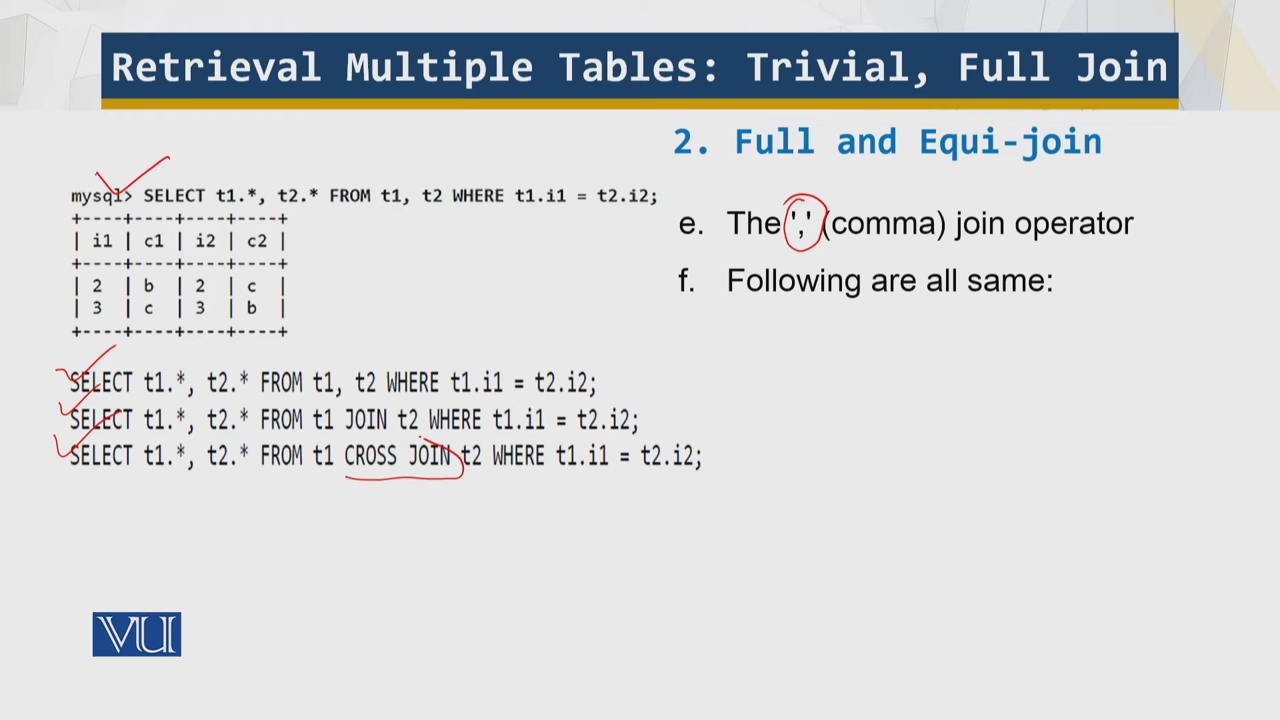 Retrieval Multiple Tables: Trivial, Full Join
2. Full and Equi-join
mysql> SELECT t1.*, t2.* FROM t1, t2 WHERE t1.i1 = t2.i2;
+----+----+----+----+
| i1 | c1 | i2 | c2 |
+----+----+----+----+
| 2 | b | 2 | c |
| 3 | c | 3 | b |
+----+----+----+----+
e. The ',' (comma) join operator
f. Following are all same:
SELECT t1.*, t2.* FROM t1, t2 WHERE t1.i1 = t2.i2;
SELECT t1.*, t2.* FROM t1 JOIN t2 WHERE t1.i1 = t2.i2;
SELECT t1.*, t2.* FROM t1 CROSS JOIN t2 WHERE t1.i1 = t2.i2;
VU